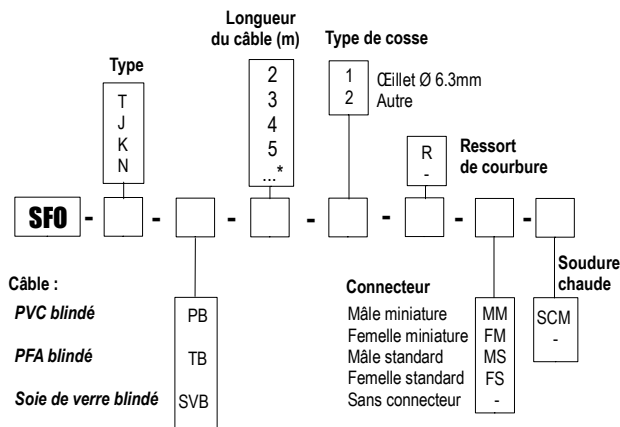 Longueur
du câble (m)
Type de cosse
Type
T
J
K
N
2
3
4
5
...*
1 Œillet Ø 6.3mm
2 Autre
R
-
Ressort
de courbure
SFO - - - - - - -
Câble :
PVC blindé PB
PFA blindé TB
Soie de verre blindé SVB
Connecteur
Mâle miniature MM
Femelle miniature FM
Mâle standard MS
Femelle standard FS
Sans connecteur -
Soudure
chaude
SCM
-